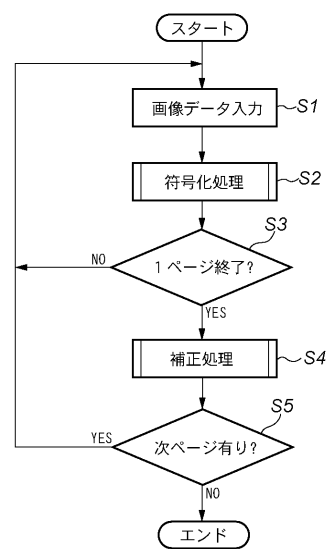 スタート
画像データ入力
S1
符号化処理
S2
S3
1ページ終了?
NO
YES
補正処理
S4
S5
次ページ有り?
YES
NO
エンド